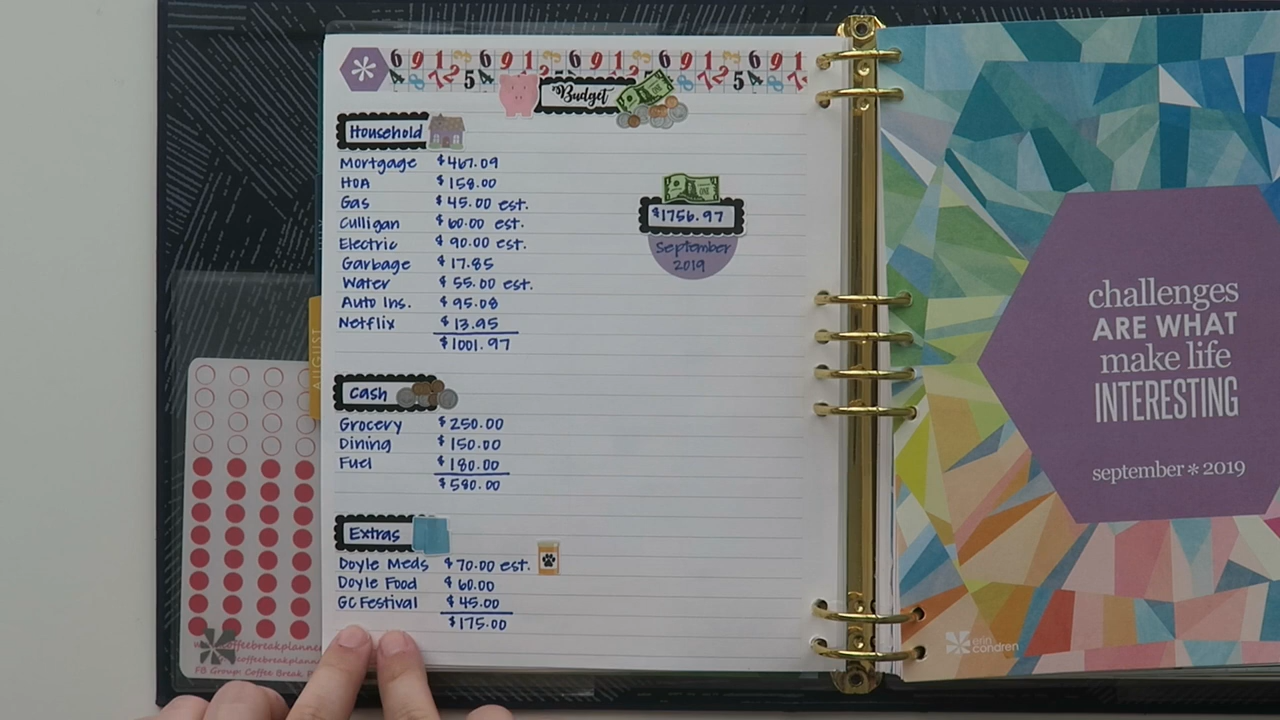 Budget
Household
Mortgage $467.09
HOA $158.00
Gas $45.00 est.
Culligan $60.00 est.
Electric $90.00 est.
Garbage $17.85
Water $55.00 est.
Auto Ins. $95.08
Netflix $13.95
$1001.97
$1756.97
September
2019
Cash
Grocery $250.00
Dining $150.00
Fuel $180.00
$580.00
Extras
Doyle Meds $70.00 est.
Doyle Food $60.00
GC Festival $45.00
$175.00
AUGUST
FB Group: Coffee Break
challenges
ARE WHAT
make life
INTERESTING
september * 2019
erin
condren